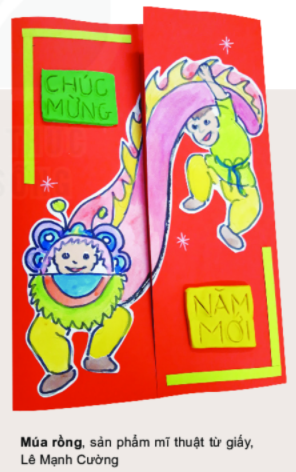 CHÚC
MỪNG
NĂM
MỚI
Múa rồng, sản phẩm mĩ thuật từ giấy,
Lê Mạnh Cường